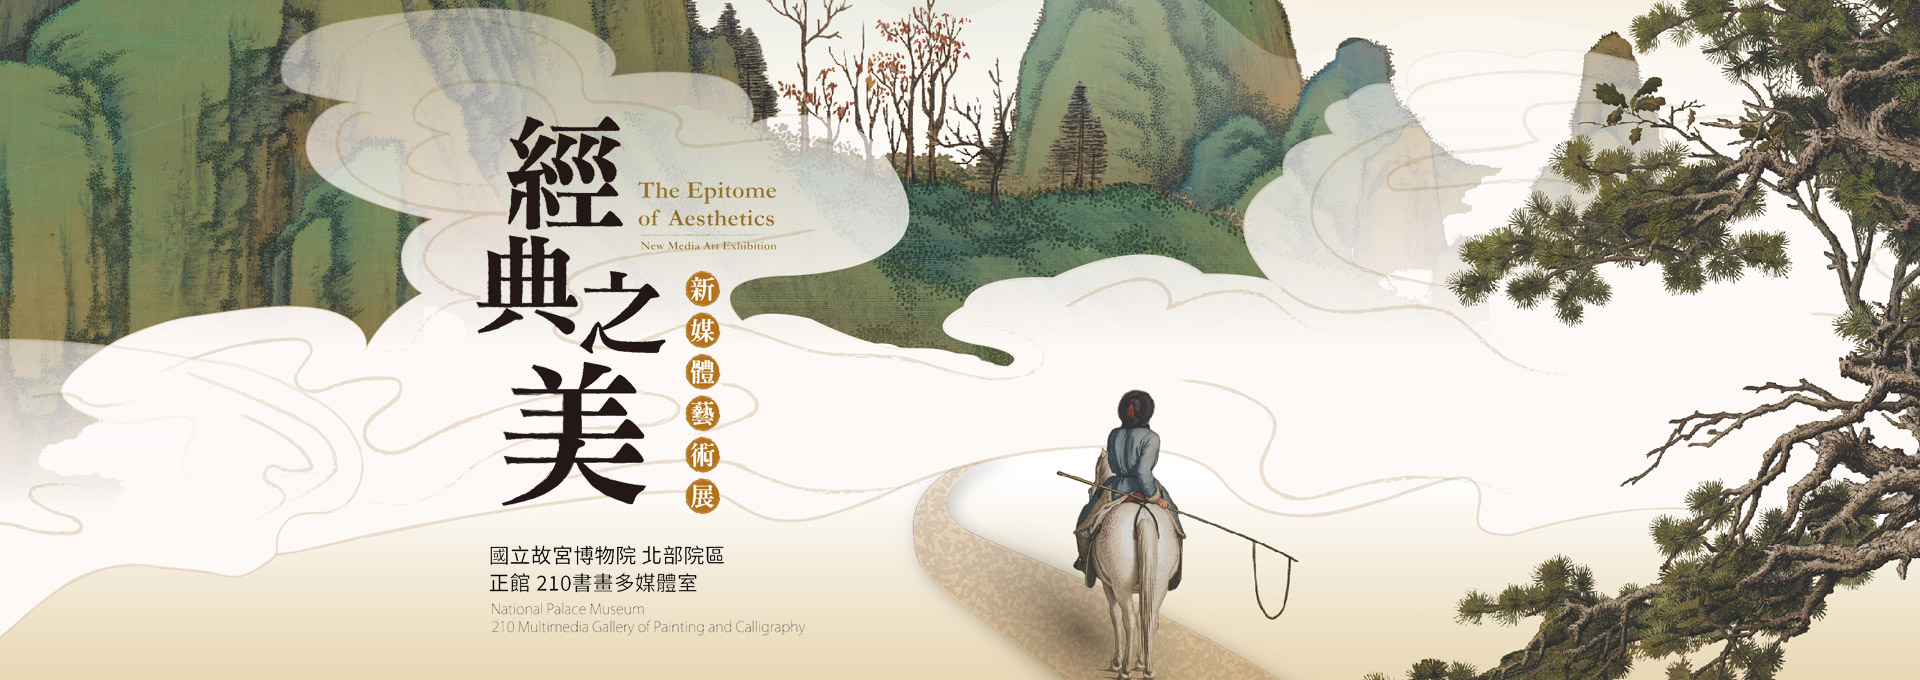 經典之美
The Epitome
of Aesthetics
New Media Art Exhibition
新媒體藝術展
國立故宮博物院 北部院區
正館 210書畫多媒體室
National Palace Museum
210 Multimedia Gallery of Painting and Calligraphy